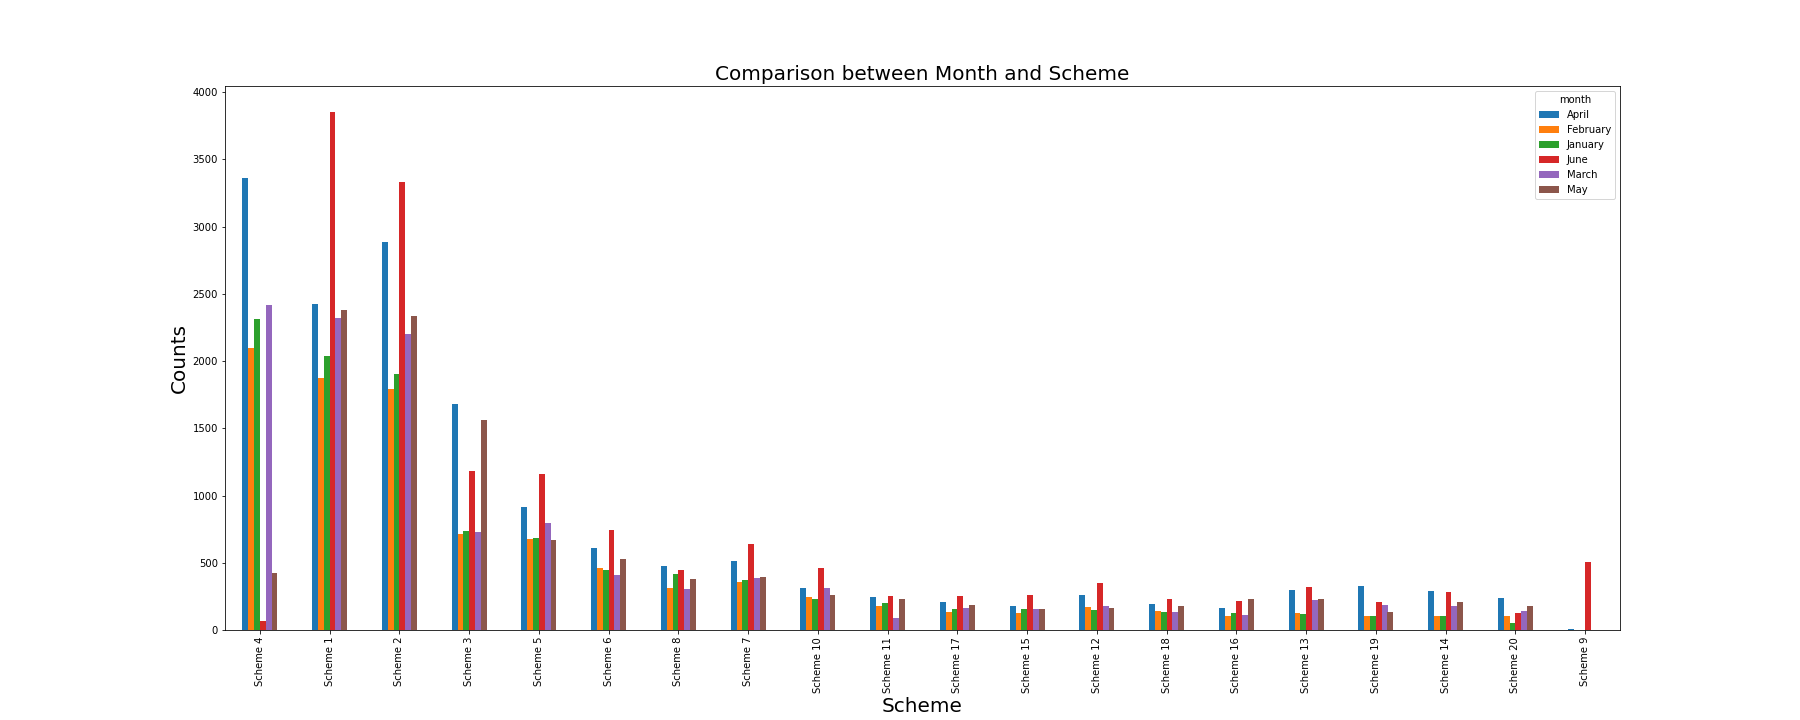 Comparison between Month and Scheme
month
April
February
January
June
March
May
Counts
4000
3500
3000
2500
2000
1500
1000
500
0
Scheme 4
Scheme 1
Scheme 2
Scheme 3
Scheme 5
Scheme 6
Scheme 8
Scheme 7
Scheme 10
Scheme 11
Scheme 17
Scheme 15
Scheme 12
Scheme 18
Scheme 16
Scheme 13
Scheme 19
Scheme 14
Scheme 20
Scheme 9
Scheme